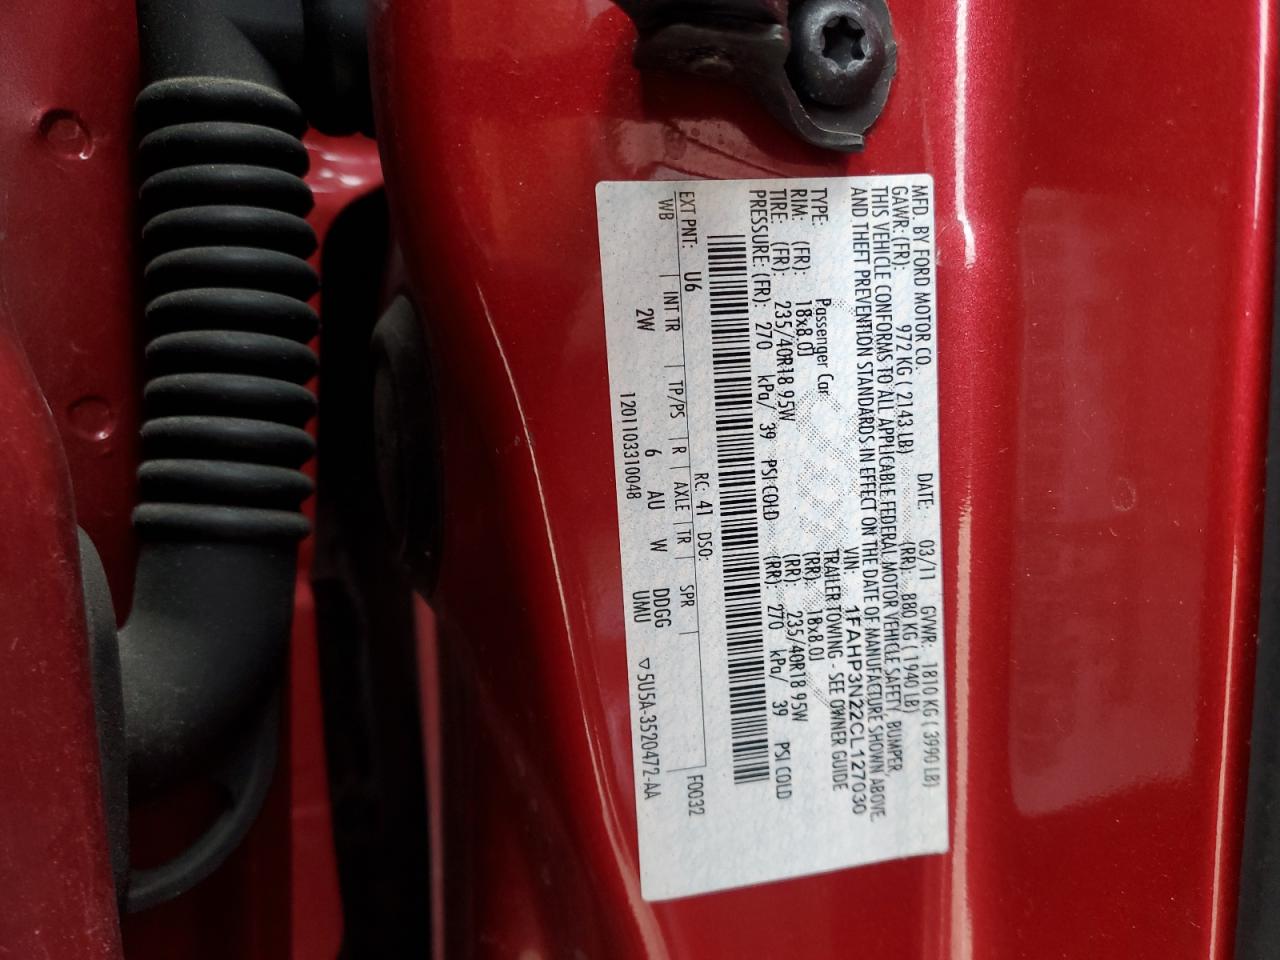 MFD. BY FORD MOTOR CO.
DATE: 03/11 GVWR: 1810 KG ( 3990 LB)
GAWR: (FR): 972 KG ( 2143 LB) (RR): 880 KG ( 1940 LB)
THIS VEHICLE CONFORMS TO ALL APPLICABLE FEDERAL MOTOR VEHICLE SAFETY, BUMPER,
AND THEFT PREVENTION STANDARDS IN EFFECT ON THE DATE OF MANUFACTURE SHOWN ABOVE.
VIN: 1FAHP3N22CL127030
TYPE: Passenger Car TRAILER TOWING - SEE OWNER GUIDE
RIM: (FR): 18x8.0J (RR): 18x8.0J
TIRE: (FR): 235/40R18 95W (RR): 235/40R18 95W
PRESSURE: (FR): 270 kPa/ 39 PSI COLD (RR): 270 kPa/ 39 PSI COLD
RC: 41 DSO: F0032
EXT PNT: U6
WB INT TR TP/PS R AXLE TR SPR
2W 6 AU W DDGG
1201103310048 UMU ▽5U5A-3520472-AA